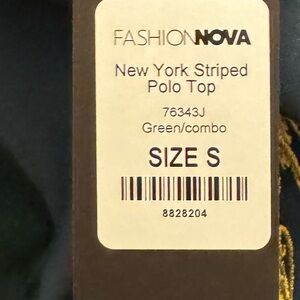 FASHIONNOVA
New York Striped
Polo Top
76343J
Green/combo
SIZE S
8828204